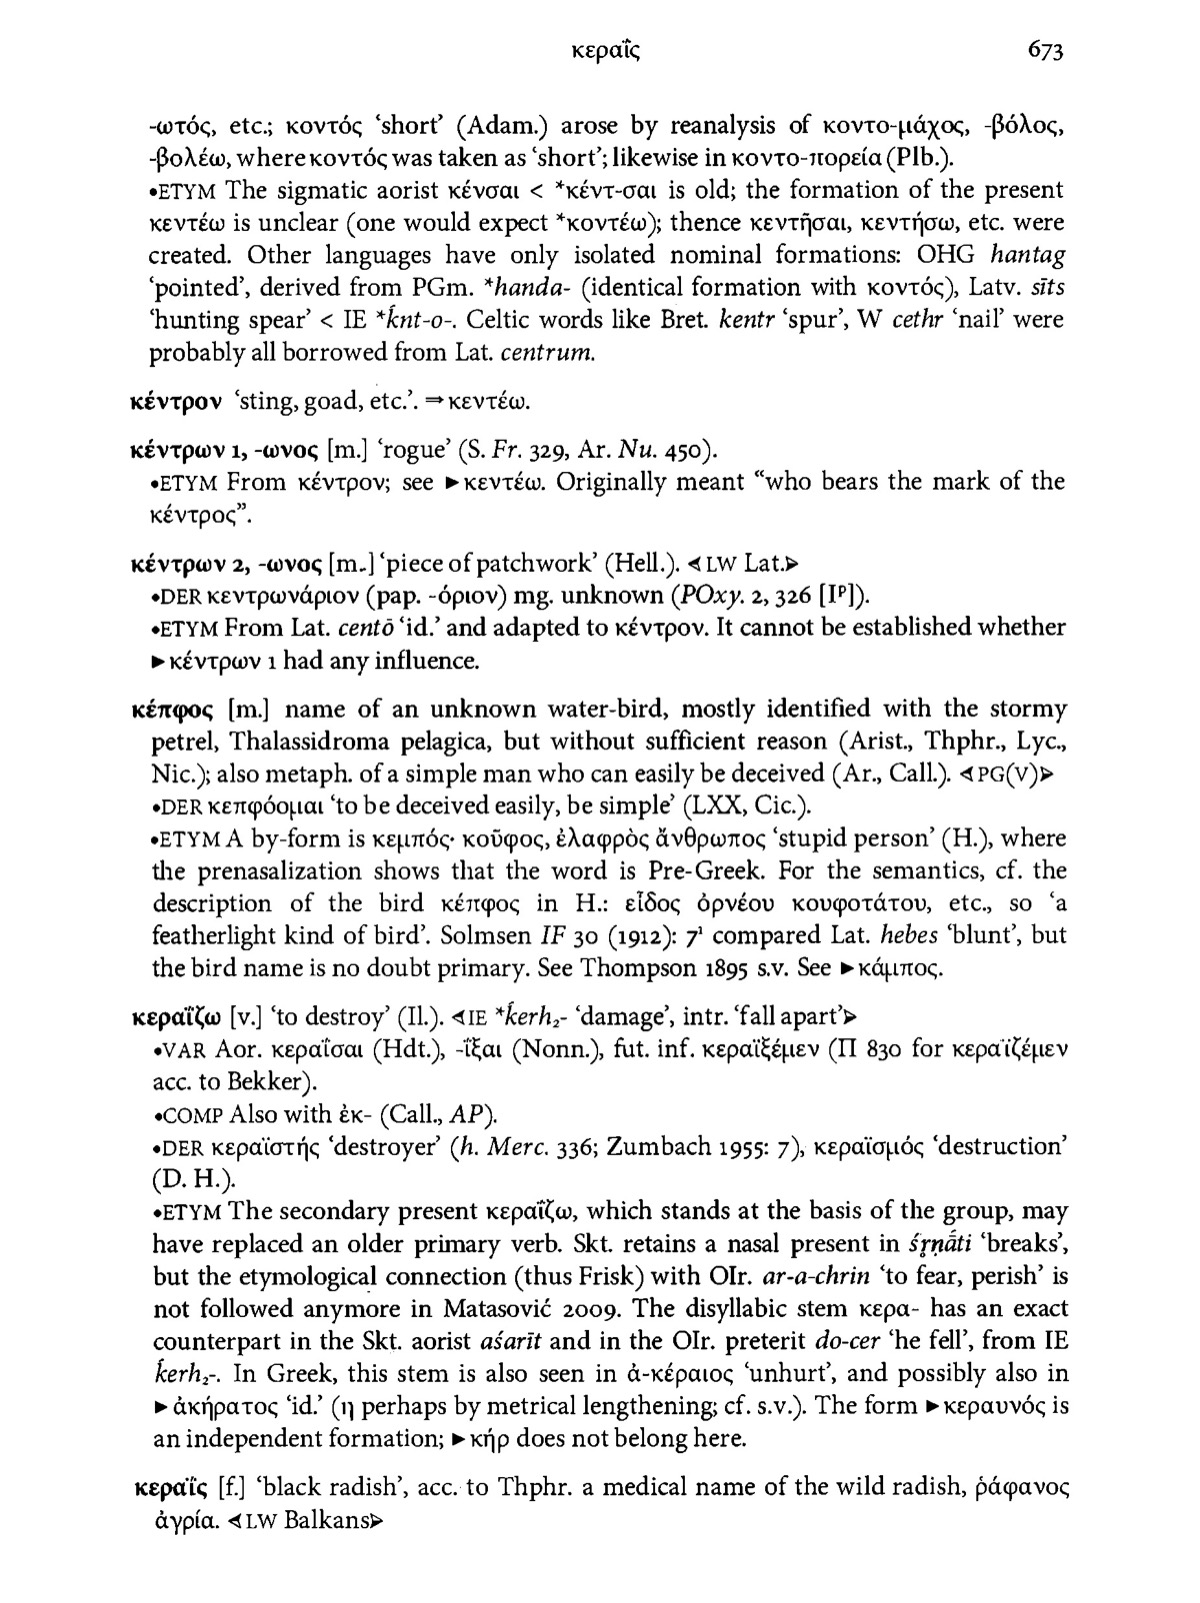 κεραΐς 673
-ωτός, etc.; κοντός ‘short’ (Adam.) arose by reanalysis of κοντο-μάχος, -βόλος,
-βολέω, where κοντός was taken as ‘short’; likewise in κοντο-πορεία (Plb.).
•ETYM The sigmatic aorist κένσαι < *κέντ-σαι is old; the formation of the present
κεντέω is unclear (one would expect *κοντέω); thence κεντῆσαι, κεντήσω, etc. were
created. Other languages have only isolated nominal formations: OHG hantag
‘pointed’, derived from PGm. *handa- (identical formation with κοντός), Latv. sīts
‘hunting spear’ < IE *ḱnt-o-. Celtic words like Bret. kentr ‘spur’, W cethr ‘nail’ were
probably all borrowed from Lat. centrum.
κέντρον ‘sting, goad, etc.’. ⇒ κεντέω.
κέντρων 1, -ωνος [m.] ‘rogue’ (S. Fr. 329, Ar. Nu. 450).
•ETYM From κέντρον; see ►κεντέω. Originally meant “who bears the mark of the
κέντρος”.
κέντρων 2, -ωνος [m.] ‘piece of patchwork’ (Hell.). ⋖LW Lat.⋗
•DER κεντρωνάριον (pap. -όριον) mg. unknown (POxy. 2, 326 [Iᵖ]).
•ETYM From Lat. centō ‘id.’ and adapted to κέντρον. It cannot be established whether
►κέντρων 1 had any influence.
κέπφος [m.] name of an unknown water-bird, mostly identified with the stormy
petrel, Thalassidroma pelagica, but without sufficient reason (Arist., Thphr., Lyc.,
Nic.); also metaph. of a simple man who can easily be deceived (Ar., Call.). ⋖PG(V)⋗
•DER κεπφόομαι ‘to be deceived easily, be simple’ (LXX, Cic.).
•ETYM A by-form is κεμπός· κοῦφος, ἐλαφρὸς ἄνθρωπος ‘stupid person’ (H.), where
the prenasalization shows that the word is Pre-Greek. For the semantics, cf. the
description of the bird κέπφος in H.: εἶδος ὀρνέου κουφοτάτου, etc., so ‘a
featherlight kind of bird’. Solmsen IF 30 (1912): 7¹ compared Lat. hebes ‘blunt’, but
the bird name is no doubt primary. See Thompson 1895 s.v. See ►κάμπος.
κεραΐζω [v.] ‘to destroy’ (Il.). ⋖IE *ḱerh₂- ‘damage’, intr. ‘fall apart’⋗
•VAR Aor. κεραΐσαι (Hdt.), -ΐξαι (Nonn.), fut. inf. κεραϊξέμεν (Π 830 for κεραϊζέμεν
acc. to Bekker).
•COMP Also with ἐκ- (Call., AP).
•DER κεραϊστής ‘destroyer’ (h. Merc. 336; Zumbach 1955: 7), κεραϊσμός ‘destruction’
(D. H.).
•ETYM The secondary present κεραΐζω, which stands at the basis of the group, may
have replaced an older primary verb. Skt. retains a nasal present in śr̥ṇā́ti ‘breaks’,
but the etymological connection (thus Frisk) with OIr. ar-a-chrin ‘to fear, perish’ is
not followed anymore in Matasović 2009. The disyllabic stem κερα- has an exact
counterpart in the Skt. aorist aśarīt and in the OIr. preterit do-cer ‘he fell’, from IE
ḱerh₂-. In Greek, this stem is also seen in ἀ-κέραιος ‘unhurt’, and possibly also in
►ἀκήρατος ‘id.’ (η perhaps by metrical lengthening; cf. s.v.). The form ►κεραυνός is
an independent formation; ►κήρ does not belong here.
κεραΐς [f.] ‘black radish’, acc. to Thphr. a medical name of the wild radish, ῥάφανος
ἀγρία. ⋖LW Balkans⋗